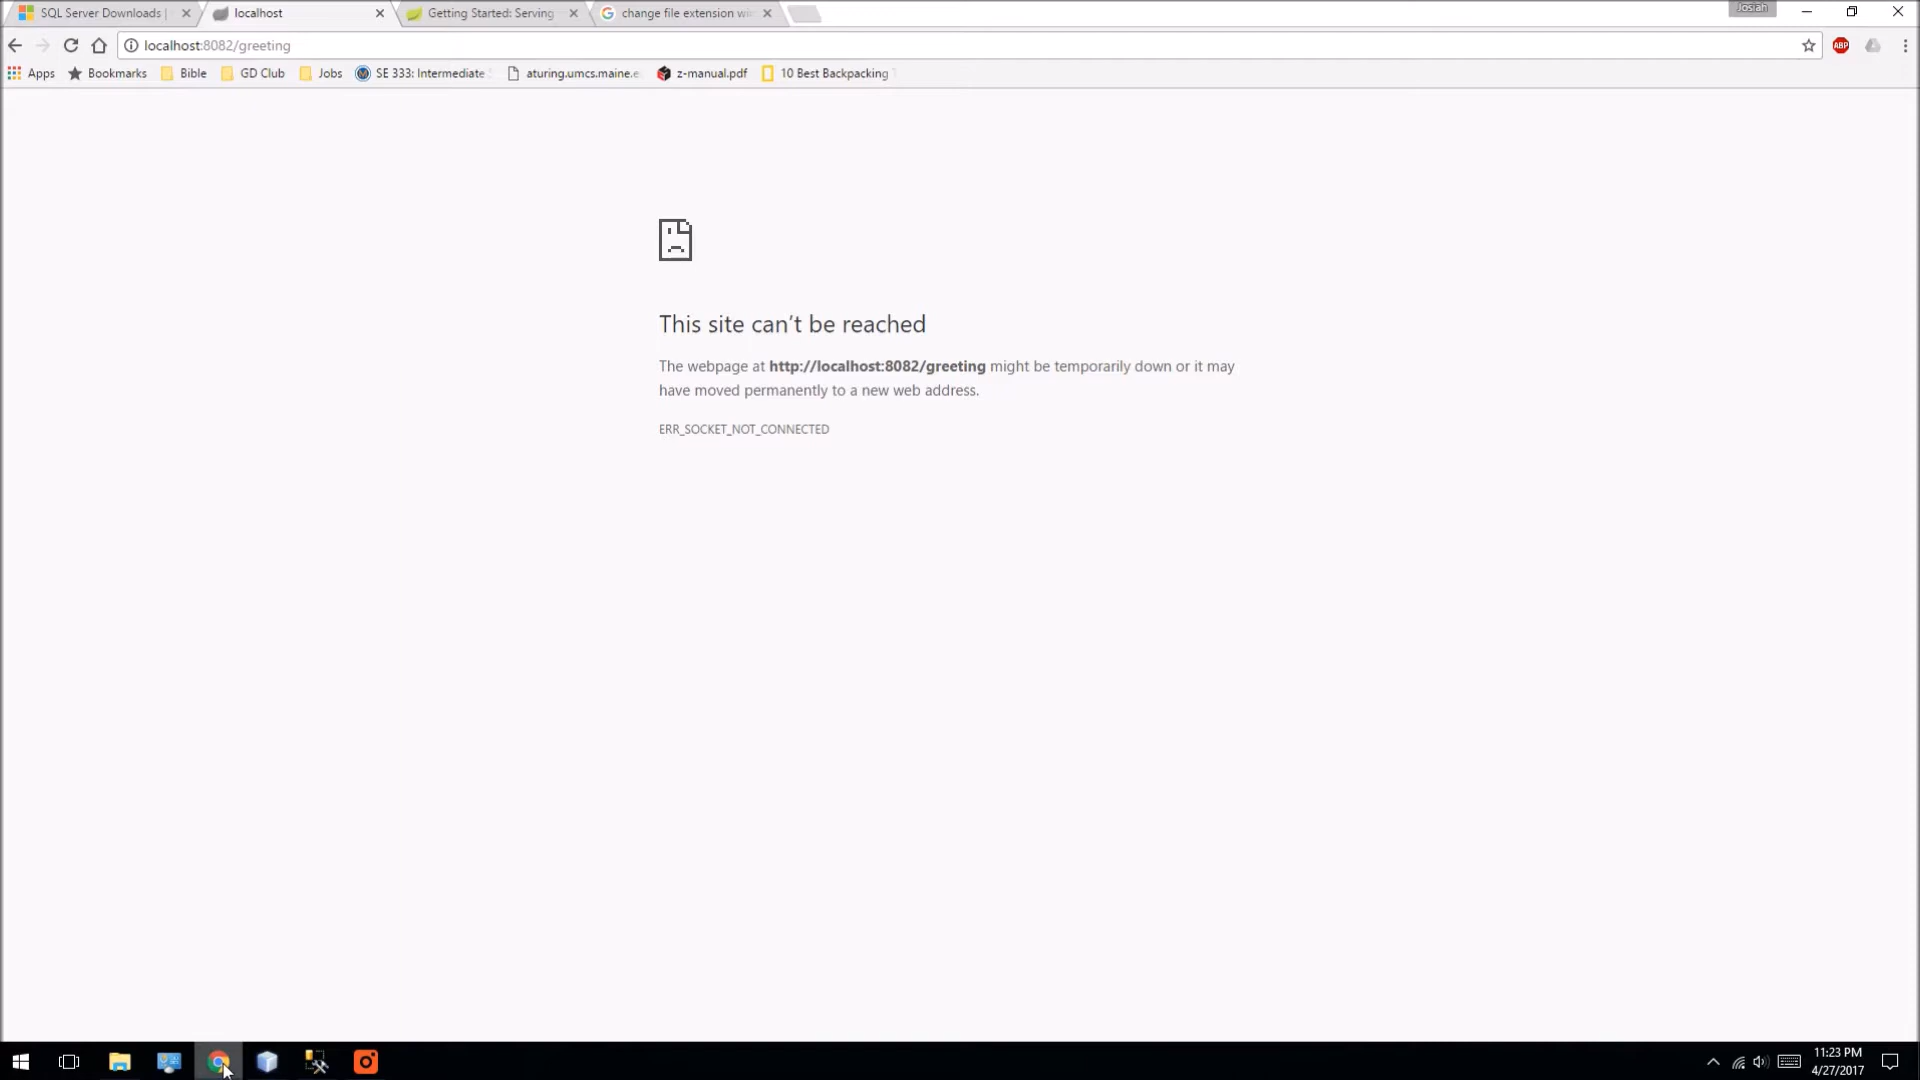 SQL Server Downloads |
localhost
Getting Started: Serving
change file extension wi
Josiah
localhost:8082/greeting
ABP
Apps
Bookmarks
Bible
GD Club
Jobs
SE 333: Intermediate
aturing.umcs.maine.e
z-manual.pdf
10 Best Backpacking
This site can’t be reached
The webpage at http://localhost:8082/greeting might be temporarily down or it may
have moved permanently to a new web address.
ERR_SOCKET_NOT_CONNECTED
11:23 PM
4/27/2017